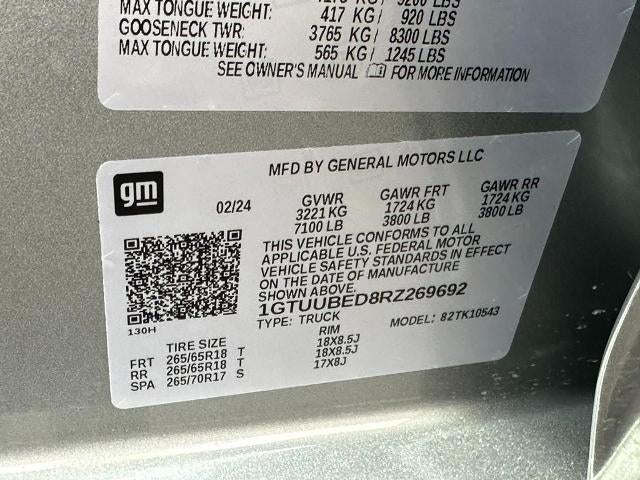 MAX TONGUE WEIGHT: 417 KG/ 920 LBS
GOOSENECK TWR: 3765 KG/ 8300 LBS
MAX TONGUE WEIGHT: 565 KG/ 1245 LBS
SEE OWNER'S MANUAL FOR MORE INFORMATION
gm
MFD BY GENERAL MOTORS LLC
02/24 GVWR GAWR FRT GAWR RR
3221 KG 1724 KG 1724 KG
7100 LB 3800 LB 3800 LB
THIS VEHICLE CONFORMS TO ALL
APPLICABLE U.S. FEDERAL MOTOR
VEHICLE SAFETY STANDARDS IN EFFECT
ON THE DATE OF MANUFACTURE
SHOWN ABOVE.
1GTUUBED8RZ269692
130H
TYPE: TRUCK MODEL: 82TK10543
TIRE SIZE RIM
FRT 265/65R18 T 18X8.5J
RR 265/65R18 T 18X8.5J
SPA 265/70R17 S 17X8J